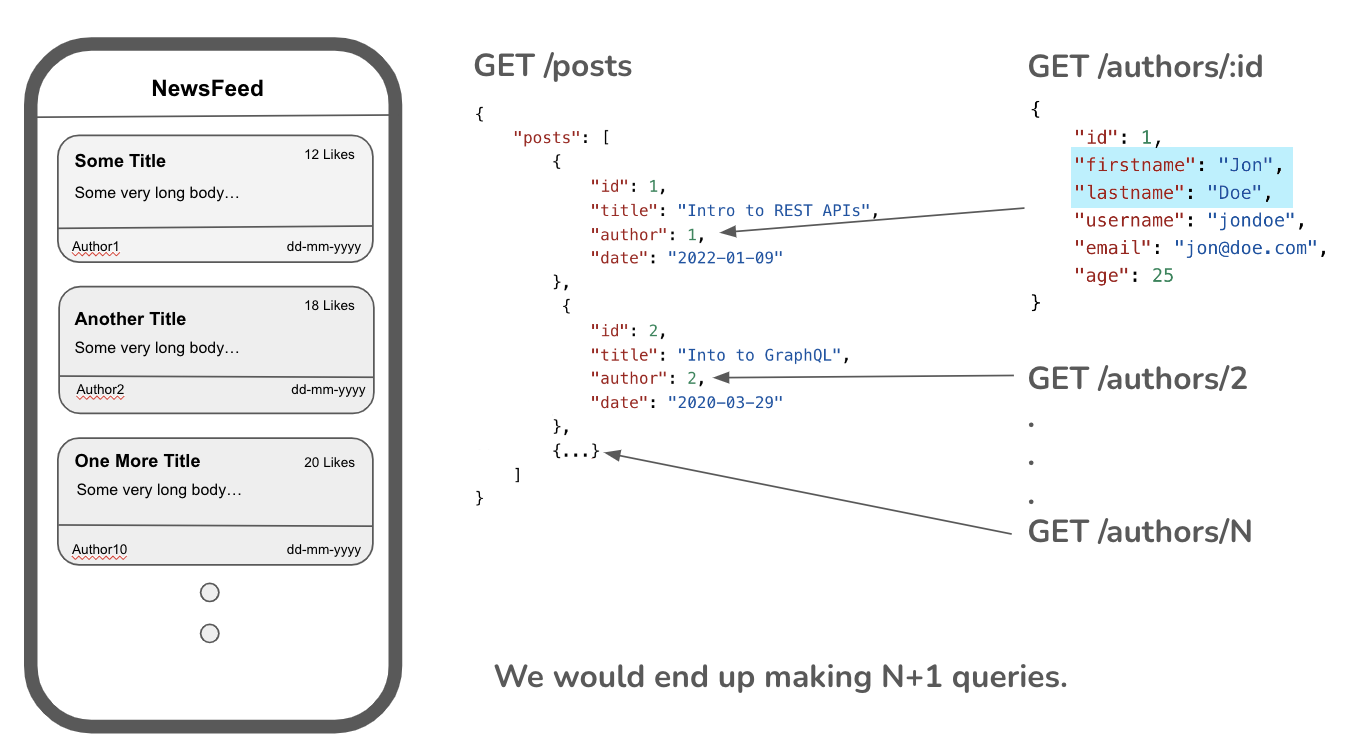 NewsFeed
Some Title
12 Likes
Some very long body…
Author1
dd-mm-yyyy
Another Title
18 Likes
Some very long body…
Author2
dd-mm-yyyy
One More Title
20 Likes
Some very long body…
Author10
dd-mm-yyyy
GET /posts
{
"posts": [
{
"id": 1,
"title": "Intro to REST APIs",
"author": 1,
"date": "2022-01-09"
},
{
"id": 2,
"title": "Into to GraphQL",
"author": 2,
"date": "2020-03-29"
},
{...}
]
}
GET /authors/:id
{
"id": 1,
"firstname": "Jon",
"lastname": "Doe",
"username": "jondoe",
"email": "jon@doe.com",
"age": 25
}
GET /authors/2
.
.
.
GET /authors/N
We would end up making N+1 queries.